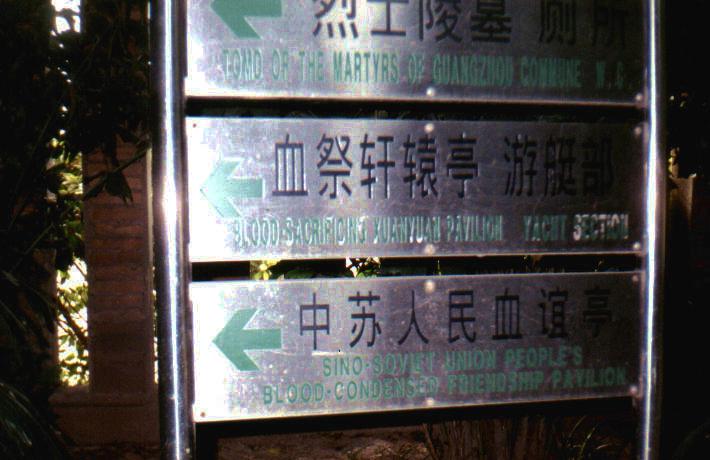 烈士陵墓 厕所
TOMD OF THE MARTYRS OF GUANGZHOU COMMUNE W.C.
血祭轩辕亭 游艇部
BLOOD-SACRIFICING XUANYUAN PAVILION YACHT SECTION
中苏人民血谊亭
SINO-SOVIET UNION PEOPLE'S
BLOOD-CONDENSED FRIENDSHIP PAVILION